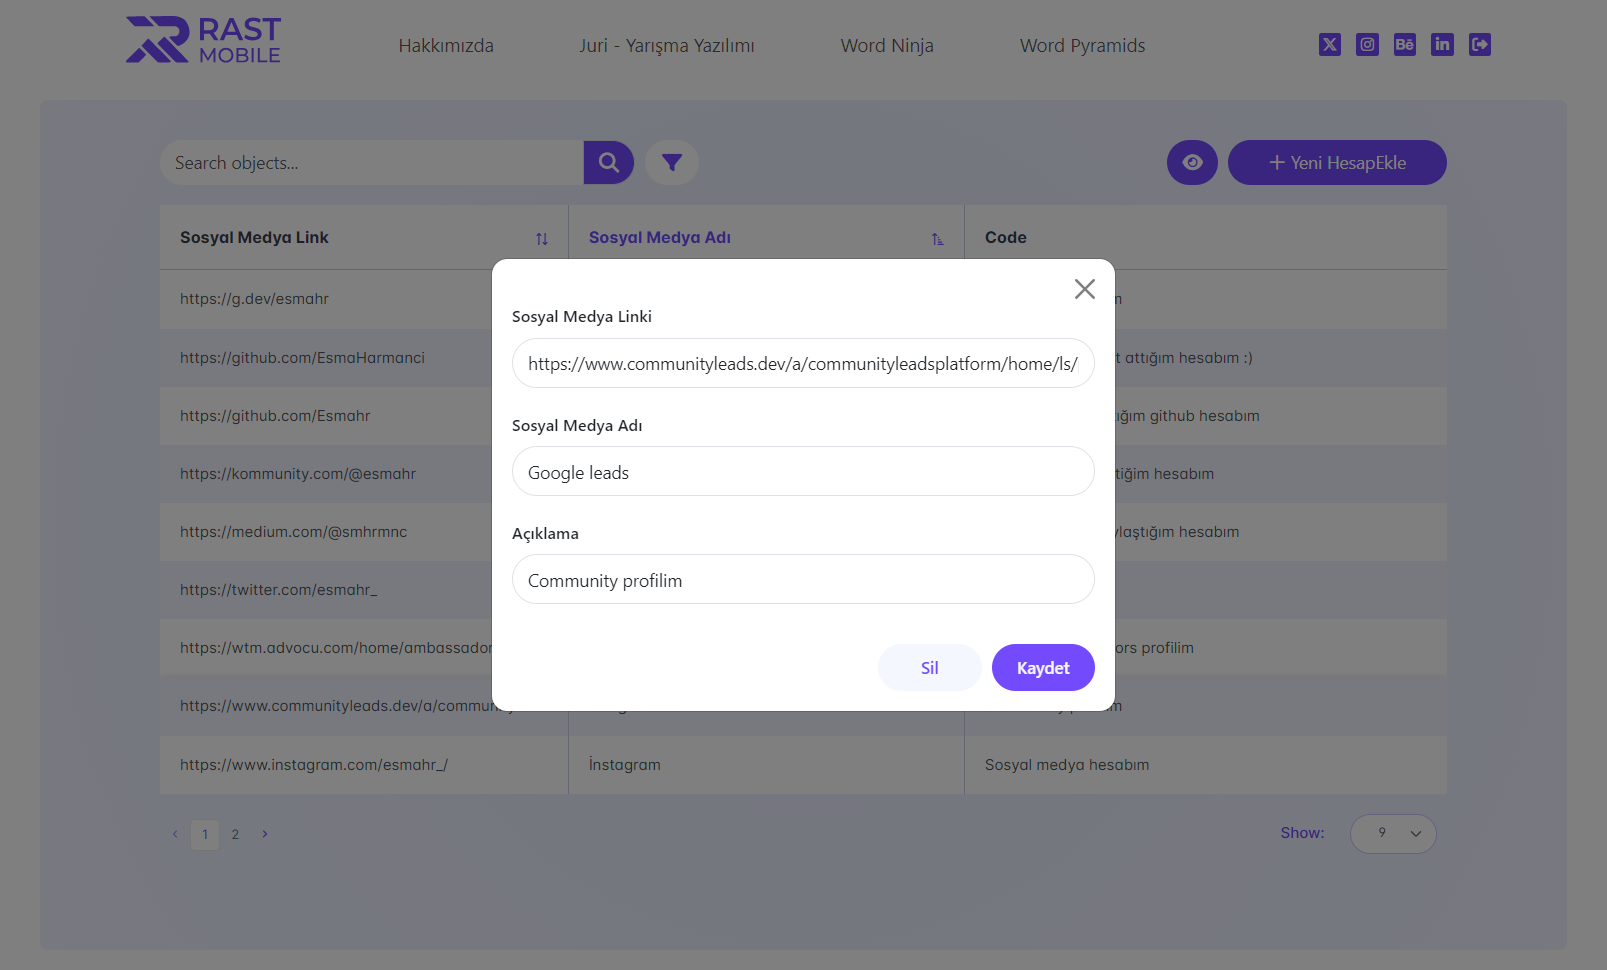 RAST
MOBILE
Hakkımızda
Juri - Yarışma Yazılımı
Word Ninja
Word Pyramids
Search objects...
Yeni HesapEkle
Sosyal Medya Link
Sosyal Medya Adı
Code
https://g.dev/esmahr
https://github.com/EsmaHarmanci
attığım hesabım :)
https://github.com/Esmahr
github hesabım
https://kommunity.com/@esmahr
hesabım
https://medium.com/@smhrmnc
hesabım
https://twitter.com/esmahr_
https://wtm.advocu.com/home/ambassador
profilim
https://www.communityleads.dev/a/commun
https://www.instagram.com/esmahr_/
İnstagram
Sosyal medya hesabım
Sosyal Medya Linki
https://www.communityleads.dev/a/communityleadsplatform/home/ls/
Sosyal Medya Adı
Google leads
Açıklama
Community profilim
Sil
Kaydet
1
2
Show:
9